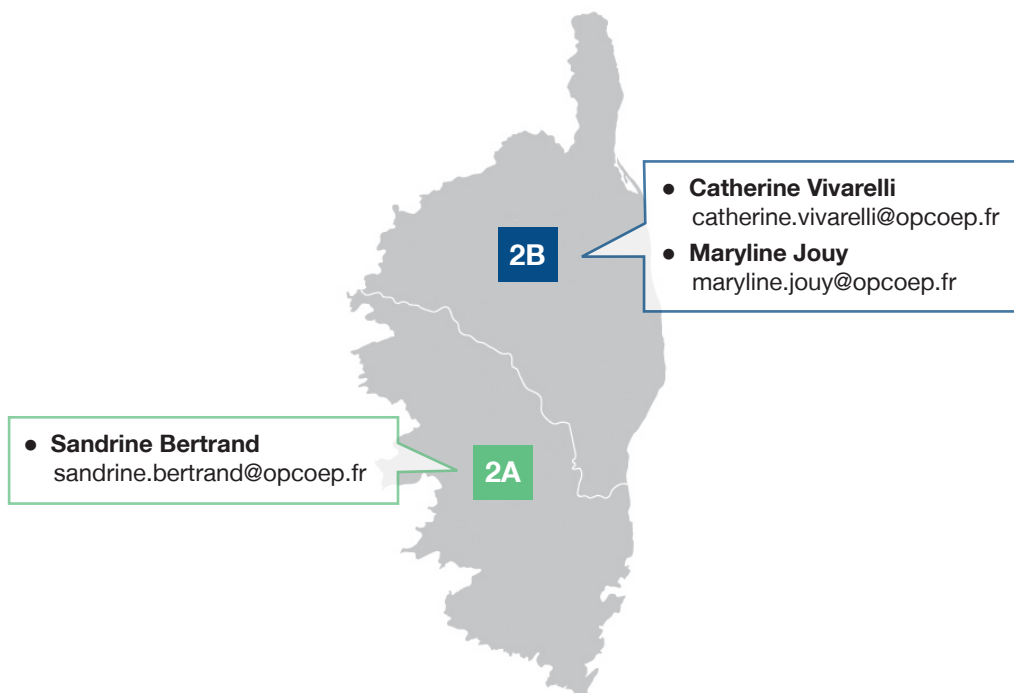 ● Catherine Vivarelli
catherine.vivarelli@opcoep.fr
2B
● Maryline Jouy
maryline.jouy@opcoep.fr
● Sandrine Bertrand
sandrine.bertrand@opcoep.fr
2A